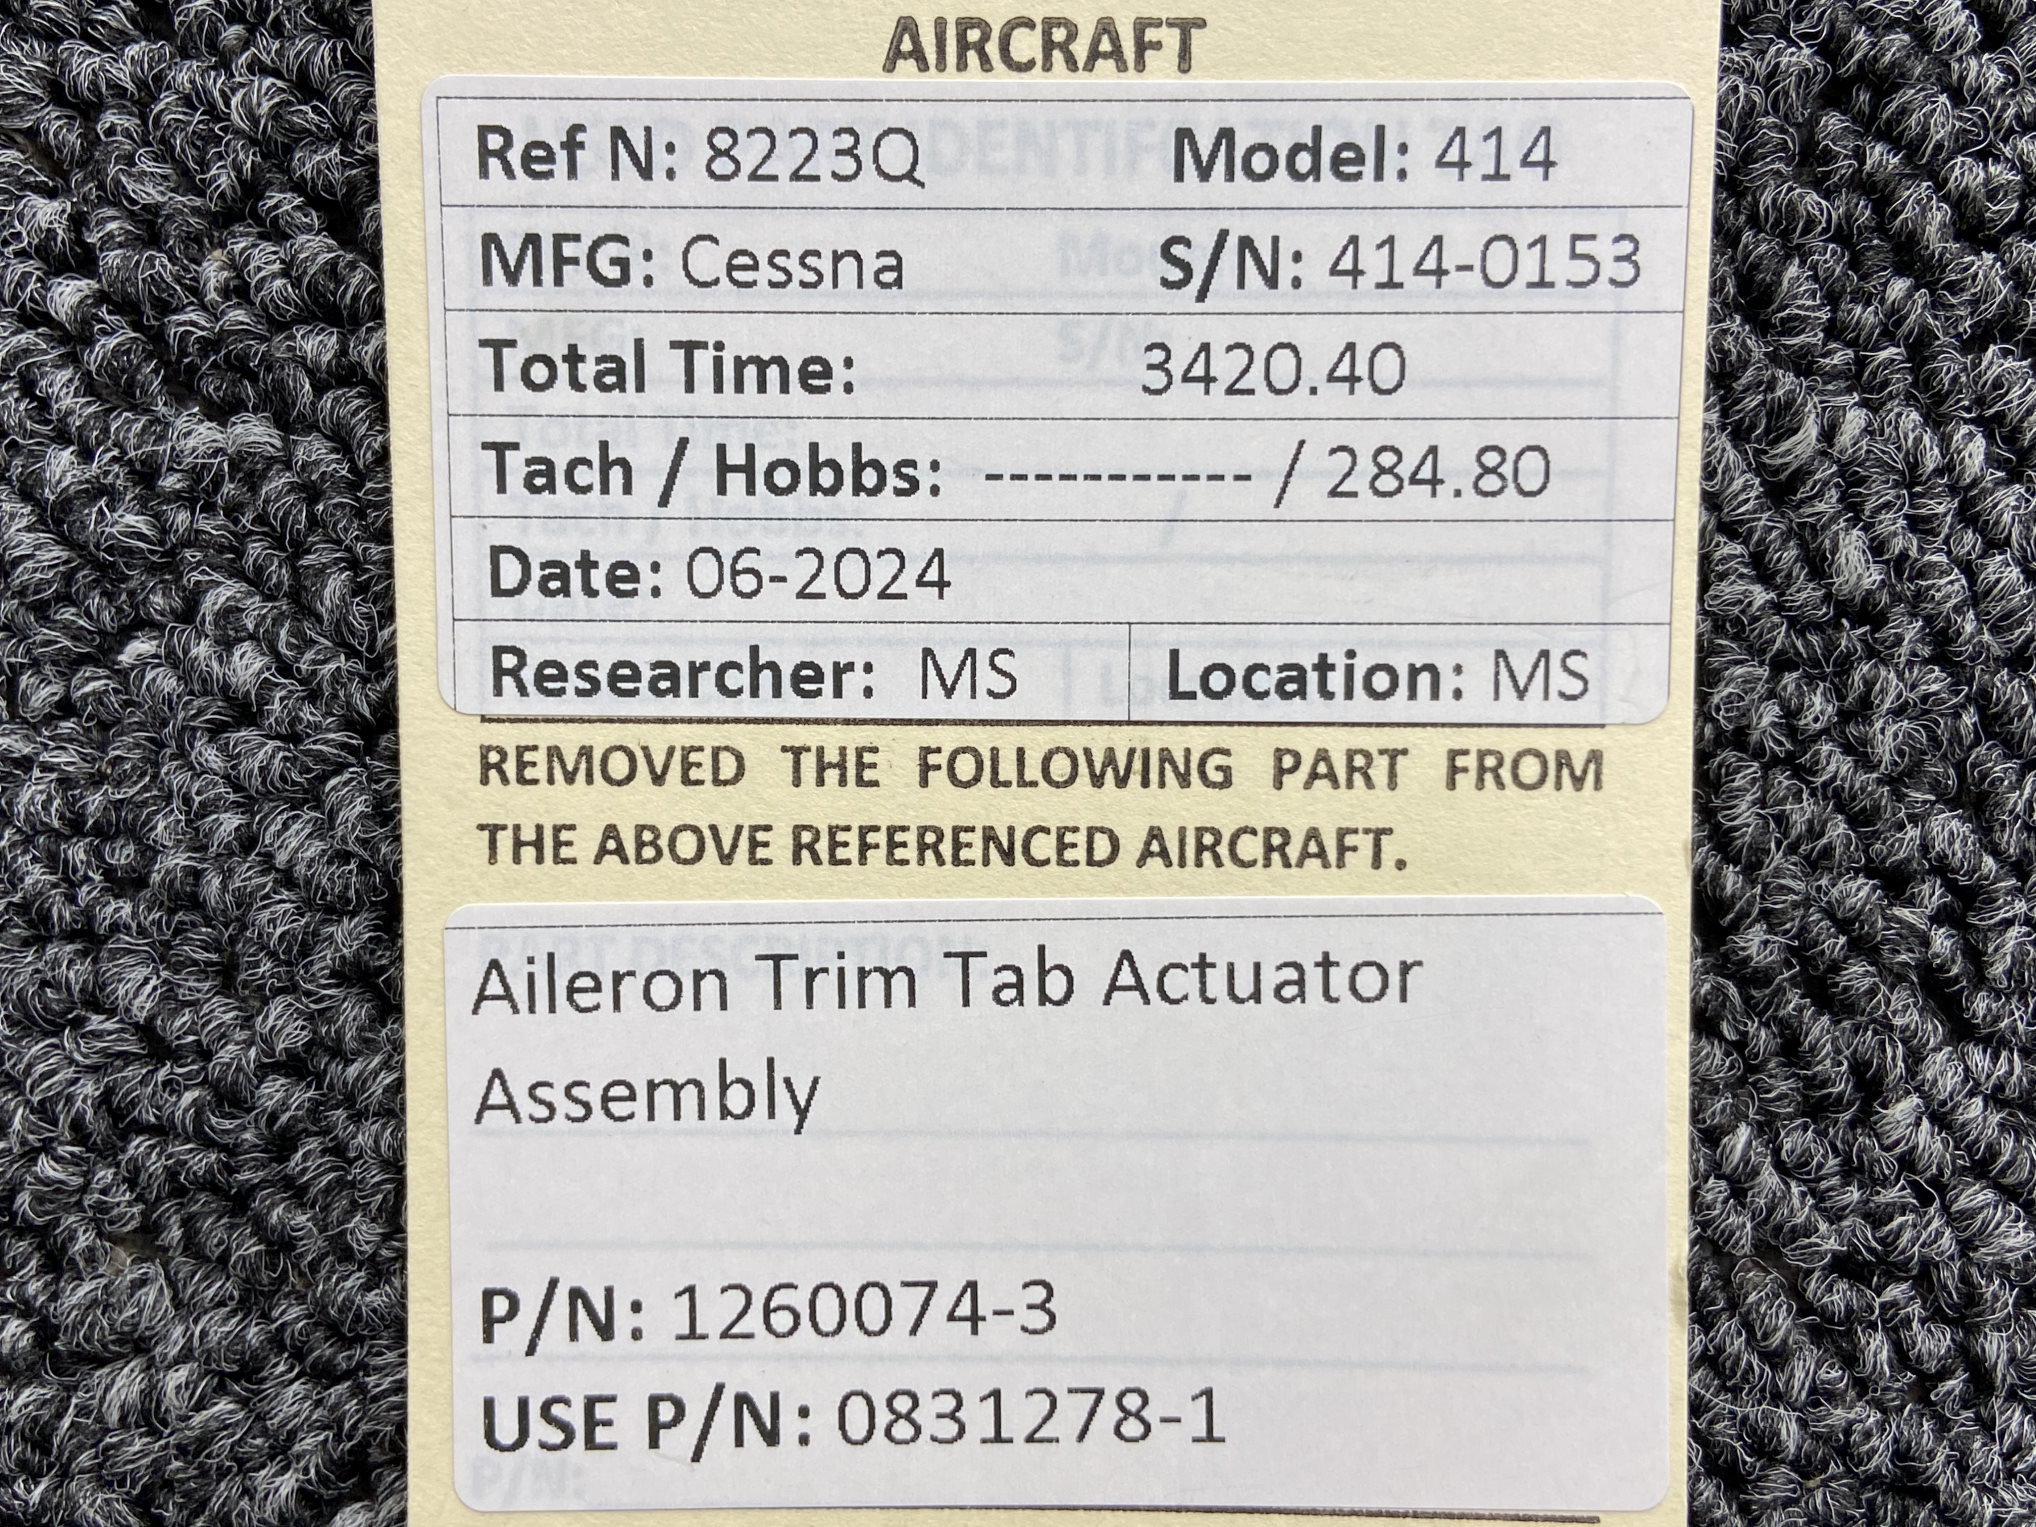 AIRCRAFT
Ref N: 8223Q Model: 414
MFG: Cessna S/N: 414-0153
Total Time: 3420.40
Tach / Hobbs: ----------- / 284.80
Date: 06-2024
Researcher: MS Location: MS
REMOVED THE FOLLOWING PART FROM
THE ABOVE REFERENCED AIRCRAFT.
PART DESCRIPTION:
Aileron Trim Tab Actuator
Assembly
P/N: 1260074-3
USE P/N: 0831278-1
P/N: